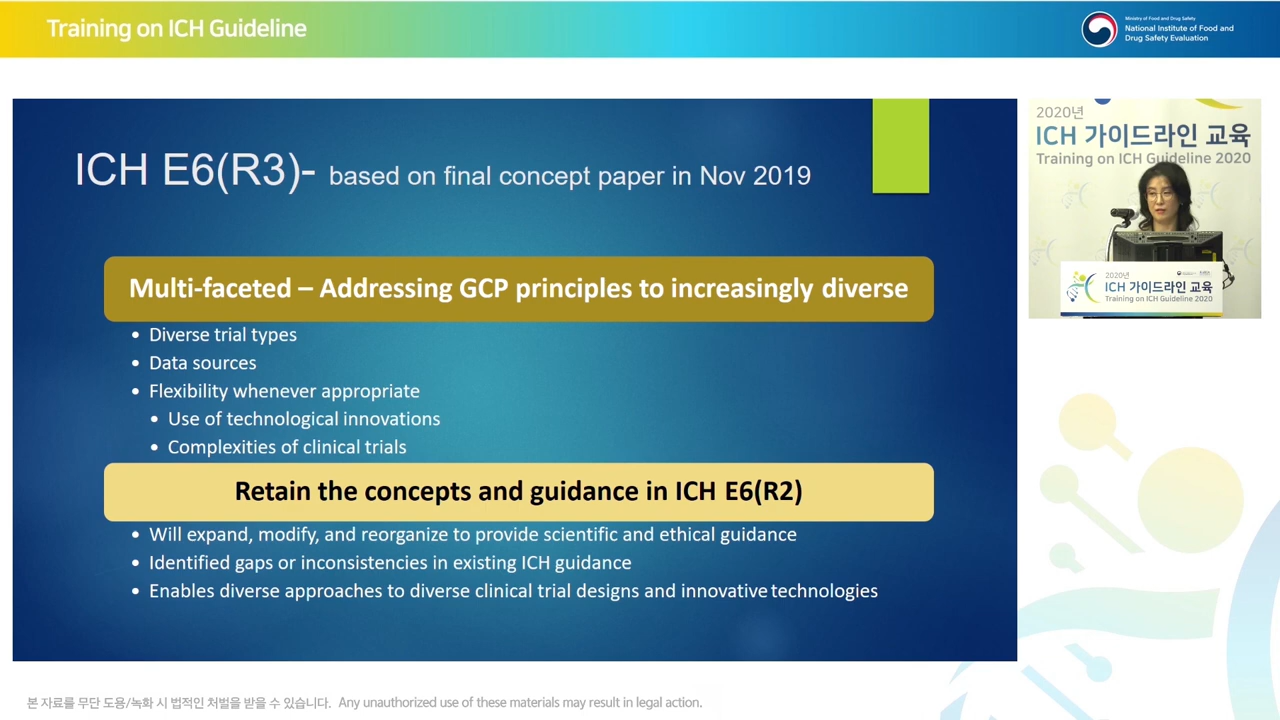 Training on ICH Guideline
Ministry of Food and Drug Safety
National Institute of Food and
Drug Safety Evaluation
ICH E6(R3)- based on final concept paper in Nov 2019
Multi-faceted – Addressing GCP principles to increasingly diverse
• Diverse trial types
• Data sources
• Flexibility whenever appropriate
• Use of technological innovations
• Complexities of clinical trials
Retain the concepts and guidance in ICH E6(R2)
• Will expand, modify, and reorganize to provide scientific and ethical guidance
• Identified gaps or inconsistencies in existing ICH guidance
• Enables diverse approaches to diverse clinical trial designs and innovative technologies
2020년
ICH 가이드라인 교육
Training on ICH Guideline 2020
2020년
ICH 가이드라인 교육
Training on ICH Guideline 2020
본 자료를 무단 도용/녹화 시 법적인 처벌을 받을 수 있습니다. Any unauthorized use of these materials may result in legal action.